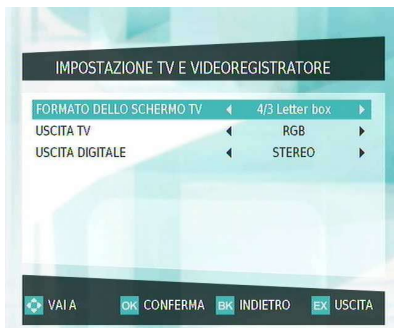 IMPOSTAZIONE TV E VIDEOREGISTRATORE
FORMATO DELLO SCHERMO TV 4/3 Letter box
USCITA TV RGB
USCITA DIGITALE STEREO
VAI A OK CONFERMA BK INDIETRO EX USCITA